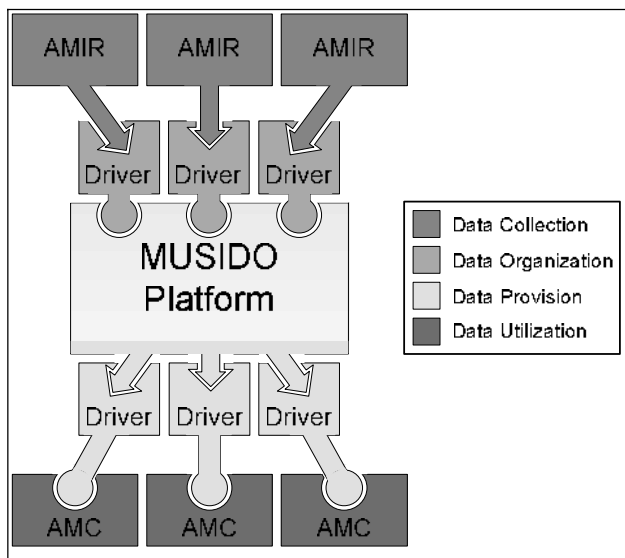 AMIR AMIR AMIR
Driver Driver Driver
MUSIDO
Platform
Driver Driver Driver
AMC AMC AMC
Data Collection
Data Organization
Data Provision
Data Utilization